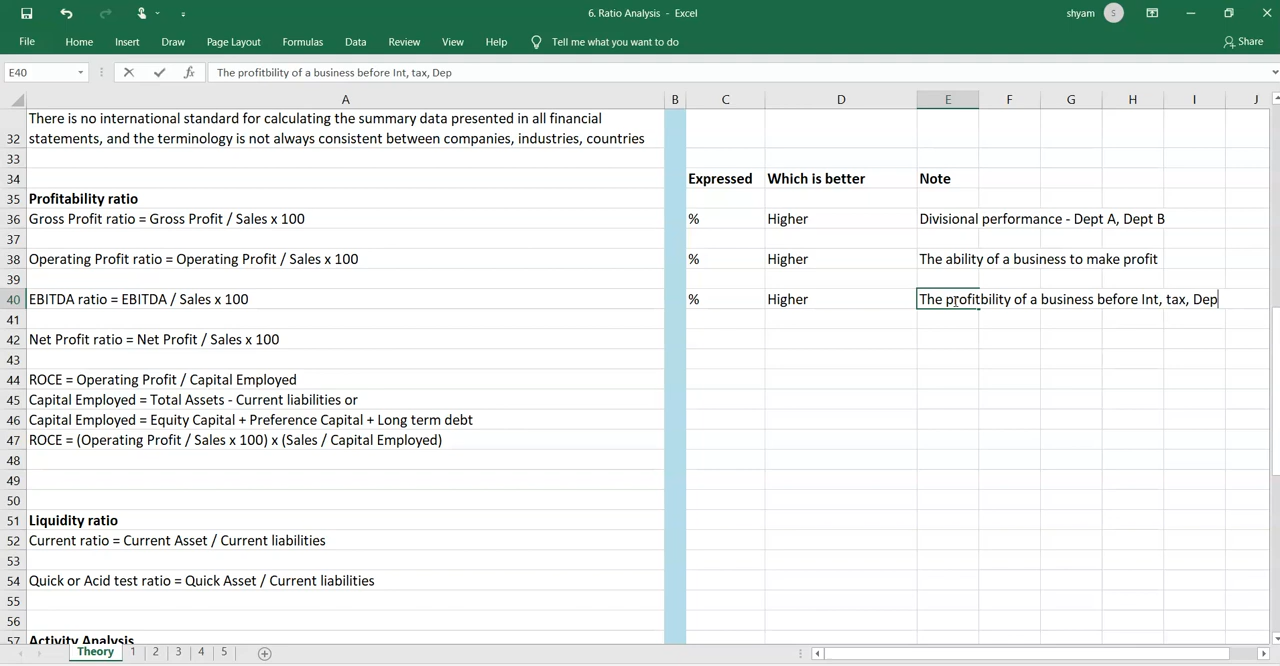 6. Ratio Analysis - Excel
shyam S
File Home Insert Draw Page Layout Formulas Data Review View Help Tell me what you want to do Share
E40 fx The profitbility of a business before Int, tax, Dep
A B C D E F G H I J
There is no international standard for calculating the summary data presented in all financial
32 statements, and the terminology is not always consistent between companies, industries, countries
33
34 Expressed Which is better Note
35 Profitability ratio
36 Gross Profit ratio = Gross Profit / Sales x 100 % Higher Divisional performance - Dept A, Dept B
37
38 Operating Profit ratio = Operating Profit / Sales x 100 % Higher The ability of a business to make profit
39
40 EBITDA ratio = EBITDA / Sales x 100 % Higher The profitbility of a business before Int, tax, Dep
41
42 Net Profit ratio = Net Profit / Sales x 100
43
44 ROCE = Operating Profit / Capital Employed
45 Capital Employed = Total Assets - Current liabilities or
46 Capital Employed = Equity Capital + Preference Capital + Long term debt
47 ROCE = (Operating Profit / Sales x 100) x (Sales / Capital Employed)
48
49
50
51 Liquidity ratio
52 Current ratio = Current Asset / Current liabilities
53
54 Quick or Acid test ratio = Quick Asset / Current liabilities
55
56
57 Activity Analysis
Theory 1 2 3 4 5